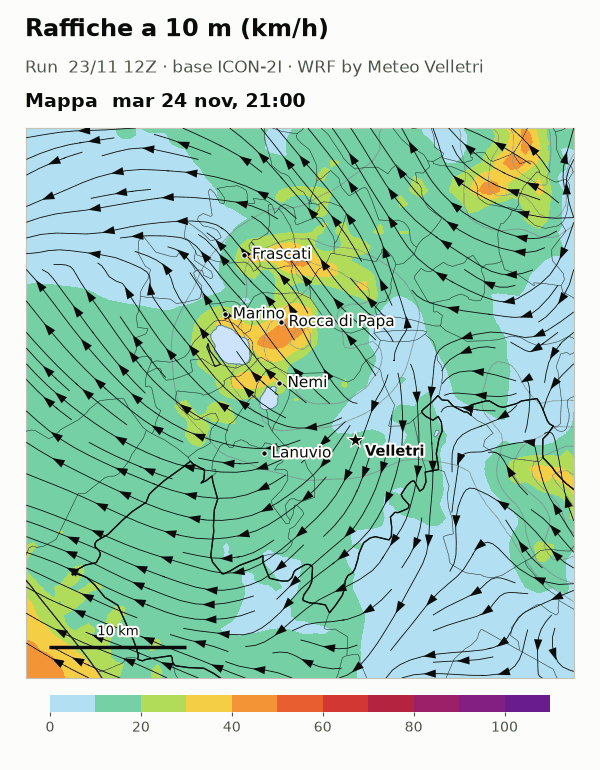 Raffiche a 10 m (km/h)
Run  23/11 12Z · base ICON-2I · WRF by Meteo Velletri
Mappa  mar 24 nov, 21:00
Frascati
Marino
Rocca di Papa
Nemi
Velletri
Lanuvio
10 km
0 20 40 60 80 100